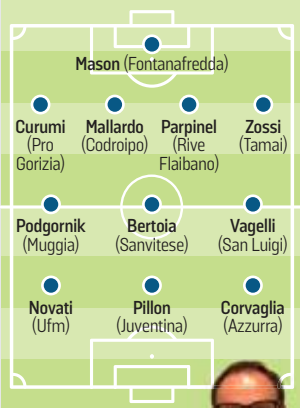 Mason (Fontanafredda)
Curumi
(Pro
Gorizia)
Mallardo
(Codroipo)
Parpinel
(Rive
Flaibano)
Zossi
(Tamai)
Podgornik
(Muggia)
Bertoia
(Sanvitese)
Vagelli
(San Luigi)
Novati
(Ufm)
Pillon
(Juventina)
Corvaglia
(Azzurra)